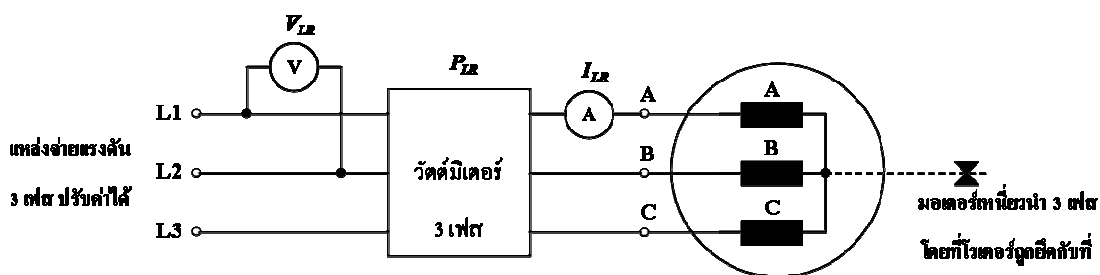 V_LR
V
P_LR
I_LR
A
A
A
L1
แหล่งจ่ายแรงดัน
3 เฟส ปรับค่าได้
L2
วัตต์มิเตอร์
3 เฟส
B
B
L3
C
C
มอเตอร์เหนี่ยวนำ 3 เฟส
โดยที่โรเตอร์ถูกยึดกับที่